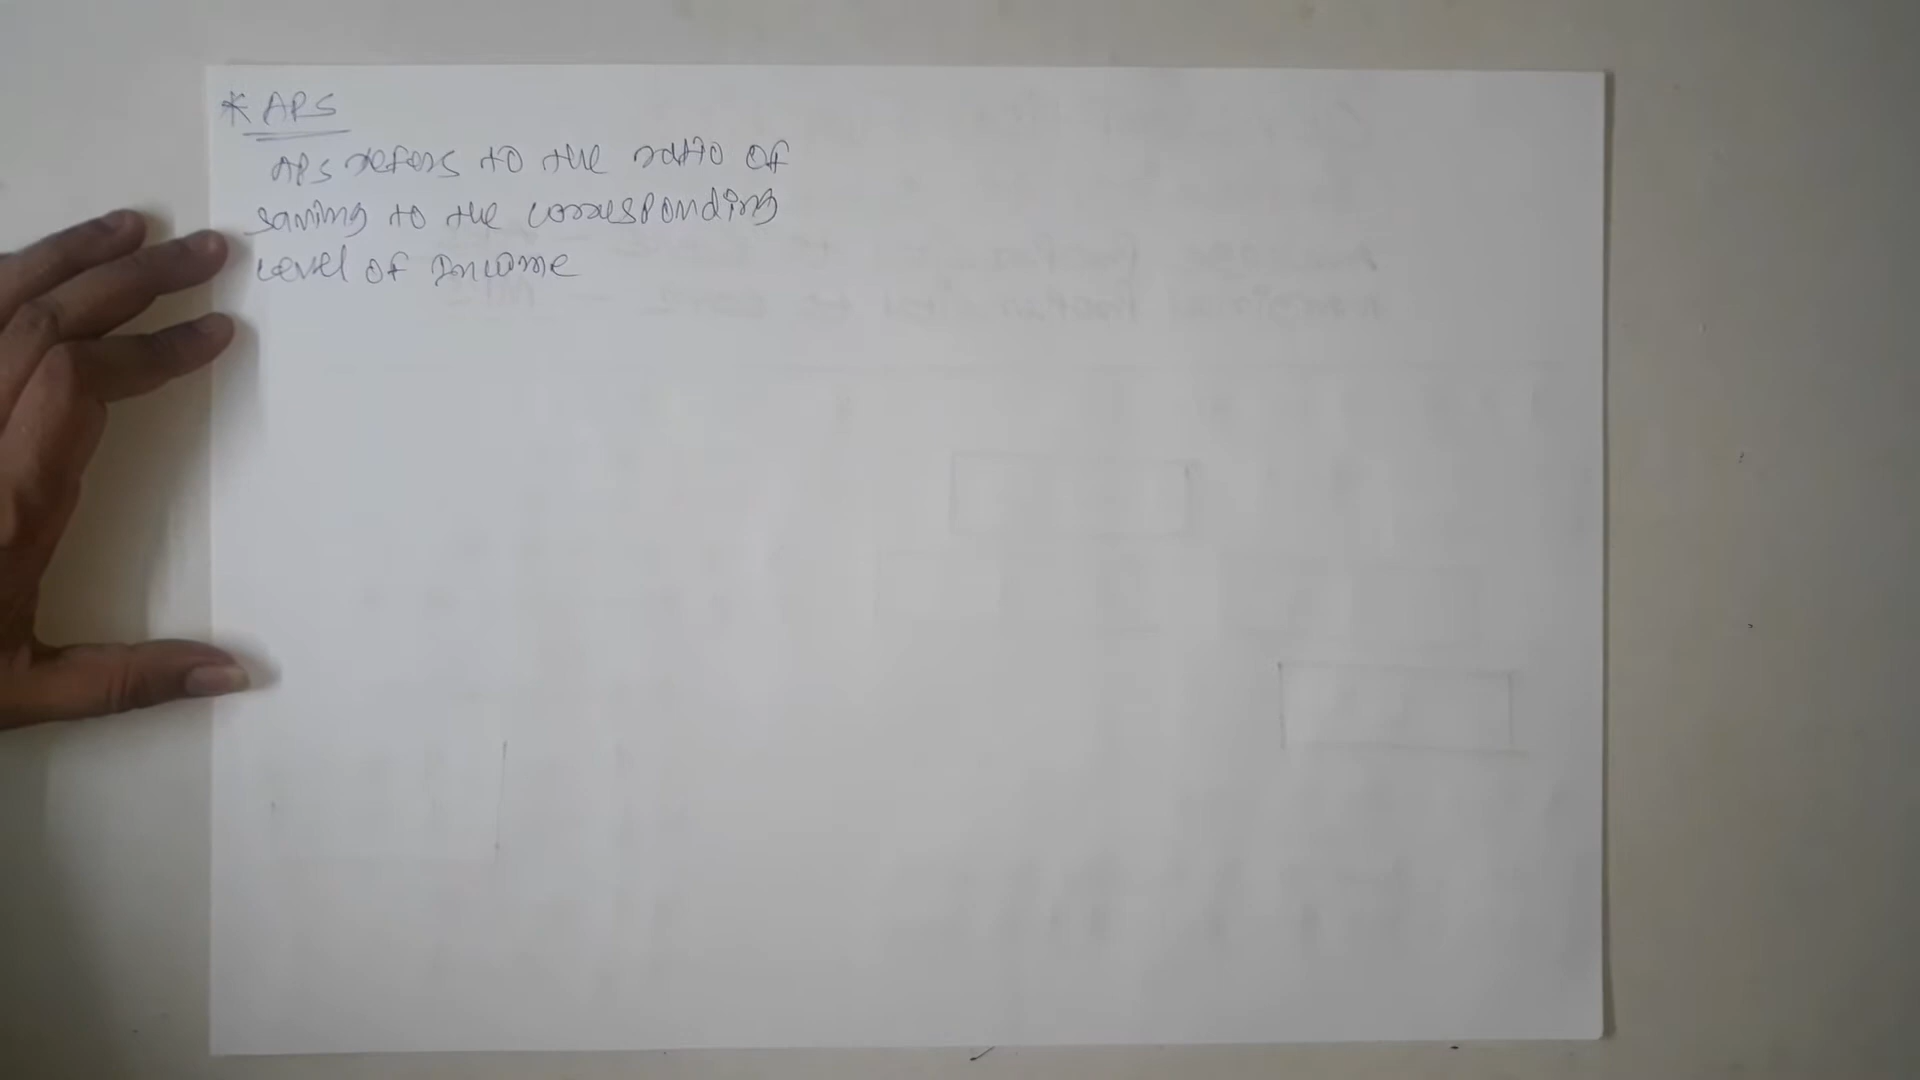 * APS
APS refers to the ratio of
saving to the corresponding
level of Income